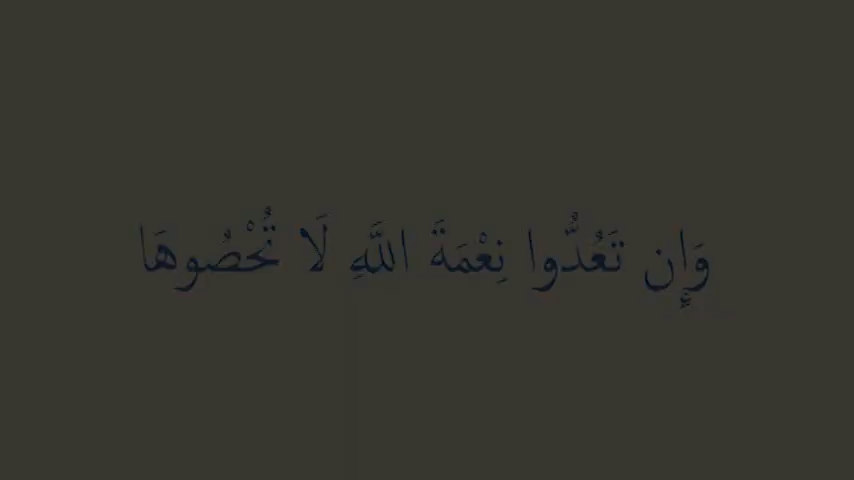 وَإِن تَعُدُّوا نِعْمَةَ اللَّهِ لَا تُحْصُوهَا